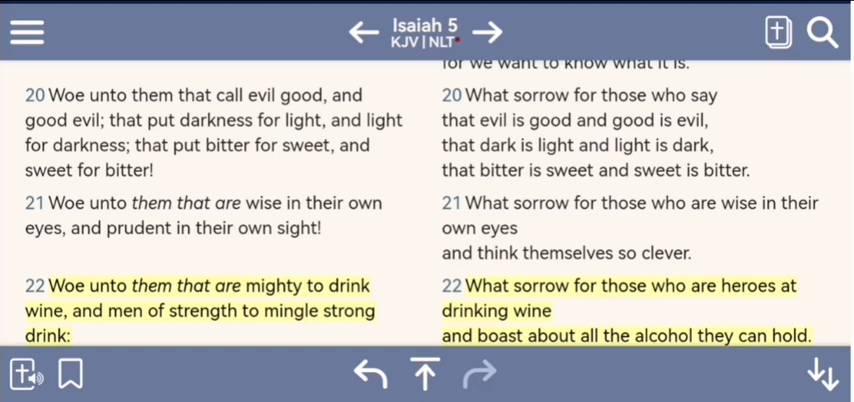 Isaiah 5
KJV | NLT
for we want to know what it is.
20 Woe unto them that call evil good, and
good evil; that put darkness for light, and light
for darkness; that put bitter for sweet, and
sweet for bitter!
21 Woe unto them that are wise in their own
eyes, and prudent in their own sight!
22 Woe unto them that are mighty to drink
wine, and men of strength to mingle strong
drink:
20 What sorrow for those who say
that evil is good and good is evil,
that dark is light and light is dark,
that bitter is sweet and sweet is bitter.
21 What sorrow for those who are wise in their
own eyes
and think themselves so clever.
22 What sorrow for those who are heroes at
drinking wine
and boast about all the alcohol they can hold.